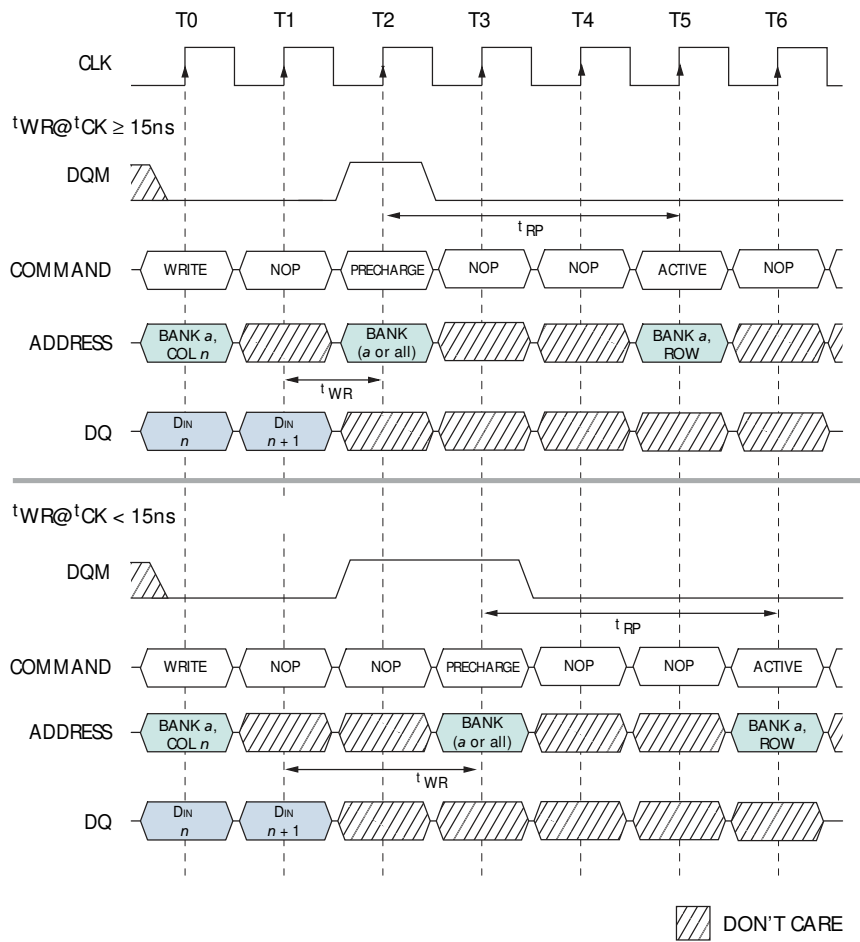 T0 T1 T2 T3 T4 T5 T6
CLK
tWR@tCK ≥ 15ns
DQM
tRP
COMMAND WRITE NOP PRECHARGE NOP NOP ACTIVE NOP
ADDRESS BANK a, COL n BANK (a or all) BANK a, ROW
tWR
DQ DIN n DIN n + 1
tWR@tCK < 15ns
DQM
tRP
COMMAND WRITE NOP NOP PRECHARGE NOP NOP ACTIVE
ADDRESS BANK a, COL n BANK (a or all) BANK a, ROW
tWR
DQ DIN n DIN n + 1
DON'T CARE